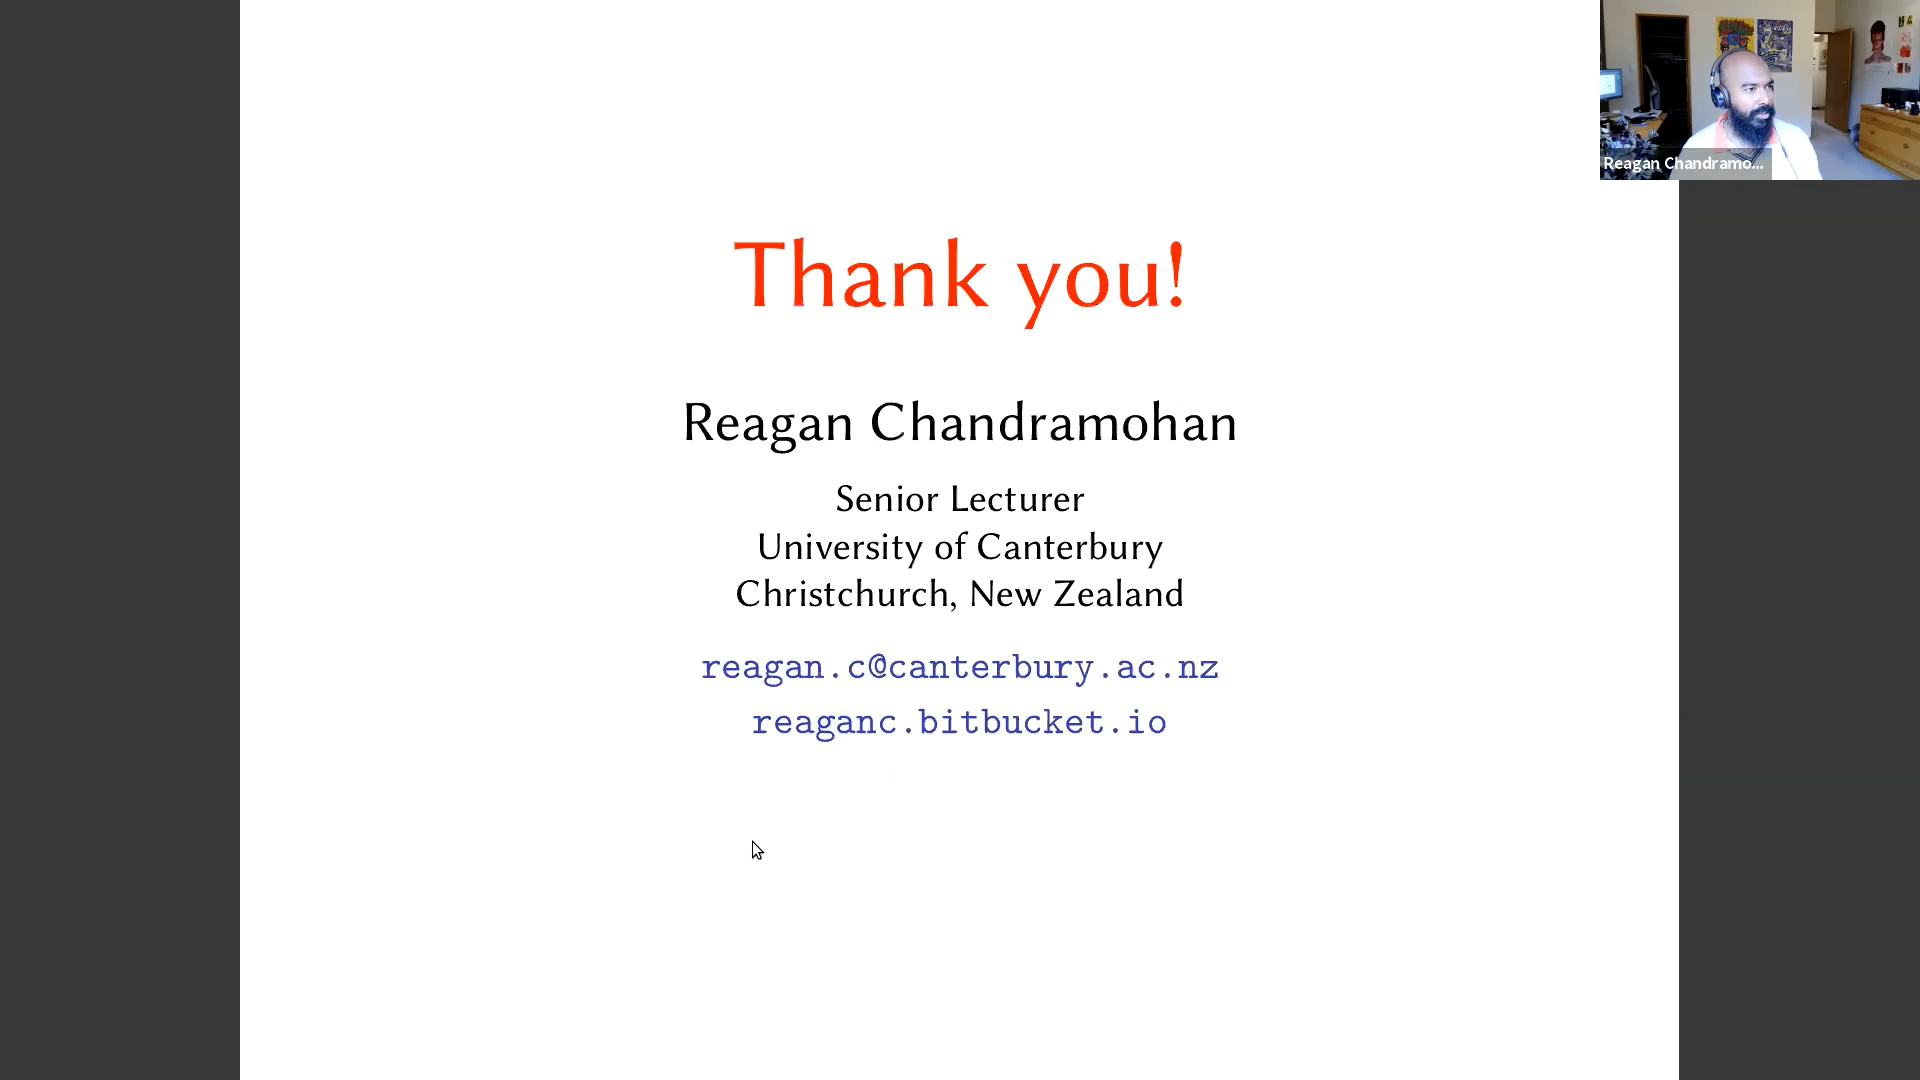 Thank you!
Reagan Chandramohan
Senior Lecturer
University of Canterbury
Christchurch, New Zealand
reagan.c@canterbury.ac.nz
reaganc.bitbucket.io
Reagan Chandramo...